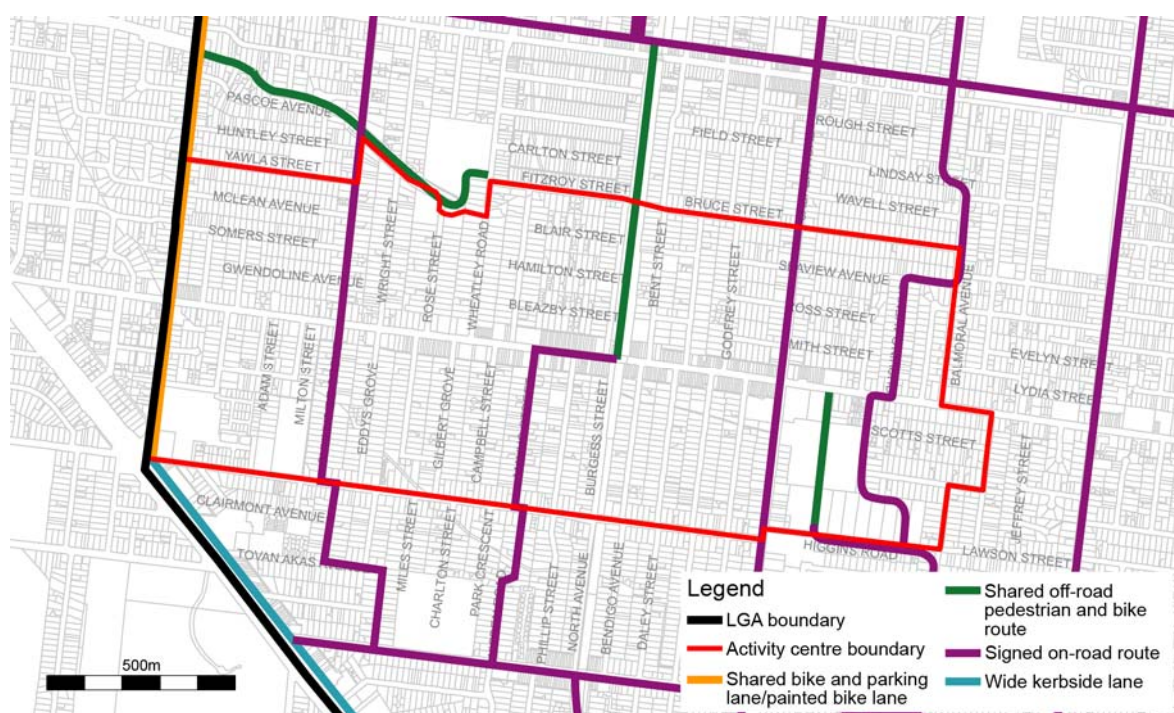 PASCOE AVENUE
HUNTLEY STREET
YAWLA STREET
MCLEAN AVENUE
SOMERS STREET
GWENDOLINE AVENUE
WRIGHT STREET
ROSE STREET
WHEATLEY ROAD
CARLTON STREET
FITZROY STREET
BLAIR STREET
HAMILTON STREET
BLEAZBY STREET
BENT STREET
FIELD STREET
ROUGH STREET
LINDSAY STREET
WAVELL STREET
BRUCE STREET
GODFREY STREET
AVENUE
STREET
MITH STREET
BALMORAL AVENUE
EVELYN STREET
LYDIA STREE
SCOTTS STREET
JEFFREY STREET
ADAM STREET
MILTON STREET
EDDYS GROVE
GILBERT GROVE
CAMPBELL STREET
BURGESS STREET
CLAIRMONT AVENUE
TOVAN AKAS
MILES STREET
CHARLTON STREET
PARK CRESCENT
PHILLIP STREET
NORTH AVENUE
BENDIGO AVENUE
DALEY STREET
HIGGINS ROAD
LAWSON STREET
500m
Legend
LGA boundary
Activity centre boundary
Shared bike and parking
lane/painted bike lane
Shared off-road
pedestrian and bike
route
Signed on-road route
Wide kerbside lane